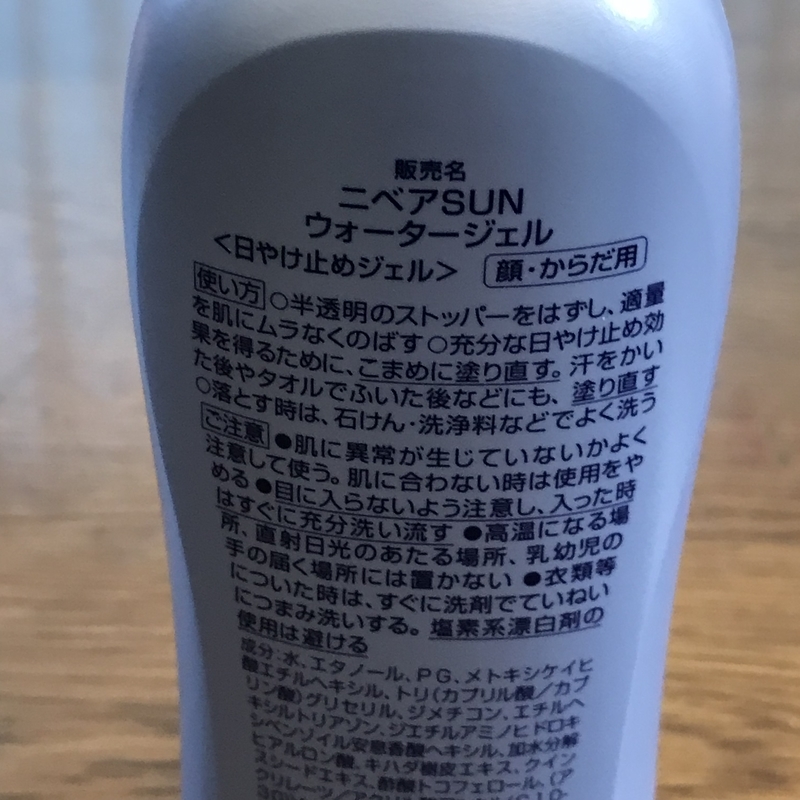 販売名
ニベアSUN
ウォータージェル
<日やけ止めジェル> 顔・からだ用
使い方 ○半透明のストッパーをはずし、適量
を肌にムラなくのばす ○充分な日やけ止め効
果を得るために、こまめに塗り直す。汗をかい
た後やタオルでふいた後などにも、塗り直す
○落とす時は、石けん・洗浄料などでよく洗う
ご注意 ●肌に異常が生じていないかよく
注意して使う。肌に合わない時は使用をや
める ●目に入らないよう注意し、入った時
はすぐに充分洗い流す ●高温になる場
所、直射日光のあたる場所、乳幼児の
手の届く場所には置かない ●衣類等
についた時は、すぐに洗剤でていねい
につまみ洗いする。塩素系漂白剤の
使用は避ける
成分：水、エタノール、PG、メトキシケイヒ
酸エチルヘキシル、トリ(カプリル酸／カプ
リン酸)グリセリル、ジメチコン、エチルヘ
キシルトリアゾン、ジエチルアミノヒドロキ
シベンゾイル安息香酸ヘキシル、加水分解
ヒアルロン酸、キハダ樹皮エキス、クイン
スシードエキス、酢酸トコフェロール、(ア
クリレーツ／アクリル酸アルキル(C10-